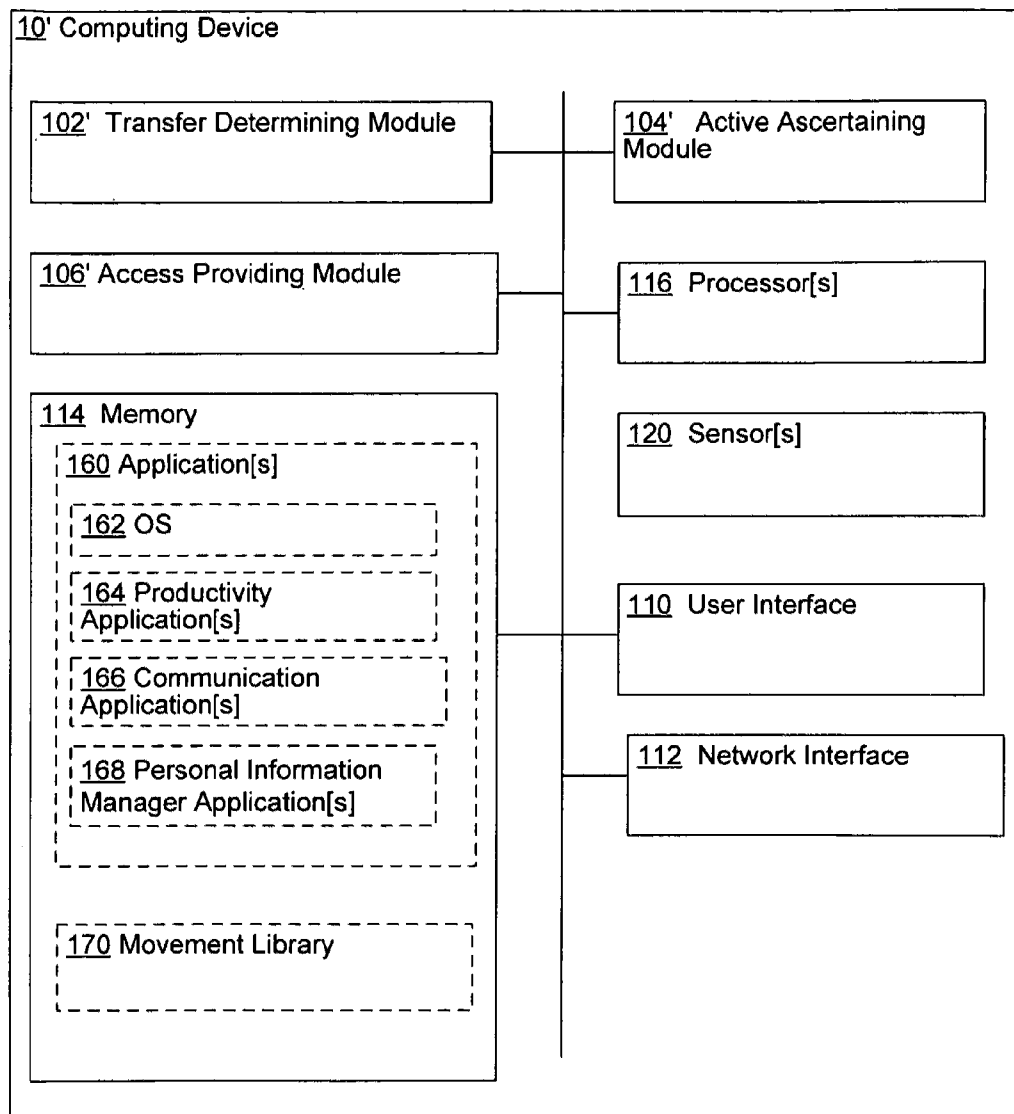 10' Computing Device
102' Transfer Determining Module
104' Active Ascertaining
Module
106' Access Providing Module
116 Processor[s]
114 Memory
160 Application[s]
120 Sensor[s]
162 OS
164 Productivity
Application[s]
110 User Interface
166 Communication
Application[s]
168 Personal Information
Manager Application[s]
112 Network Interface
170 Movement Library